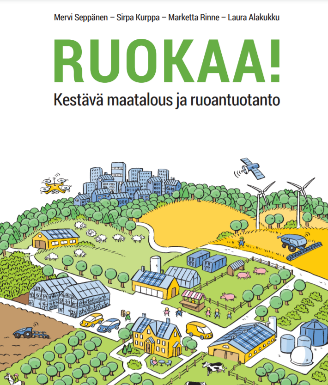 Mervi Seppänen – Sirpa Kurppa – Marketta Rinne – Laura Alakukku
RUOKAA!
Kestävä maatalous ja ruoantuotanto